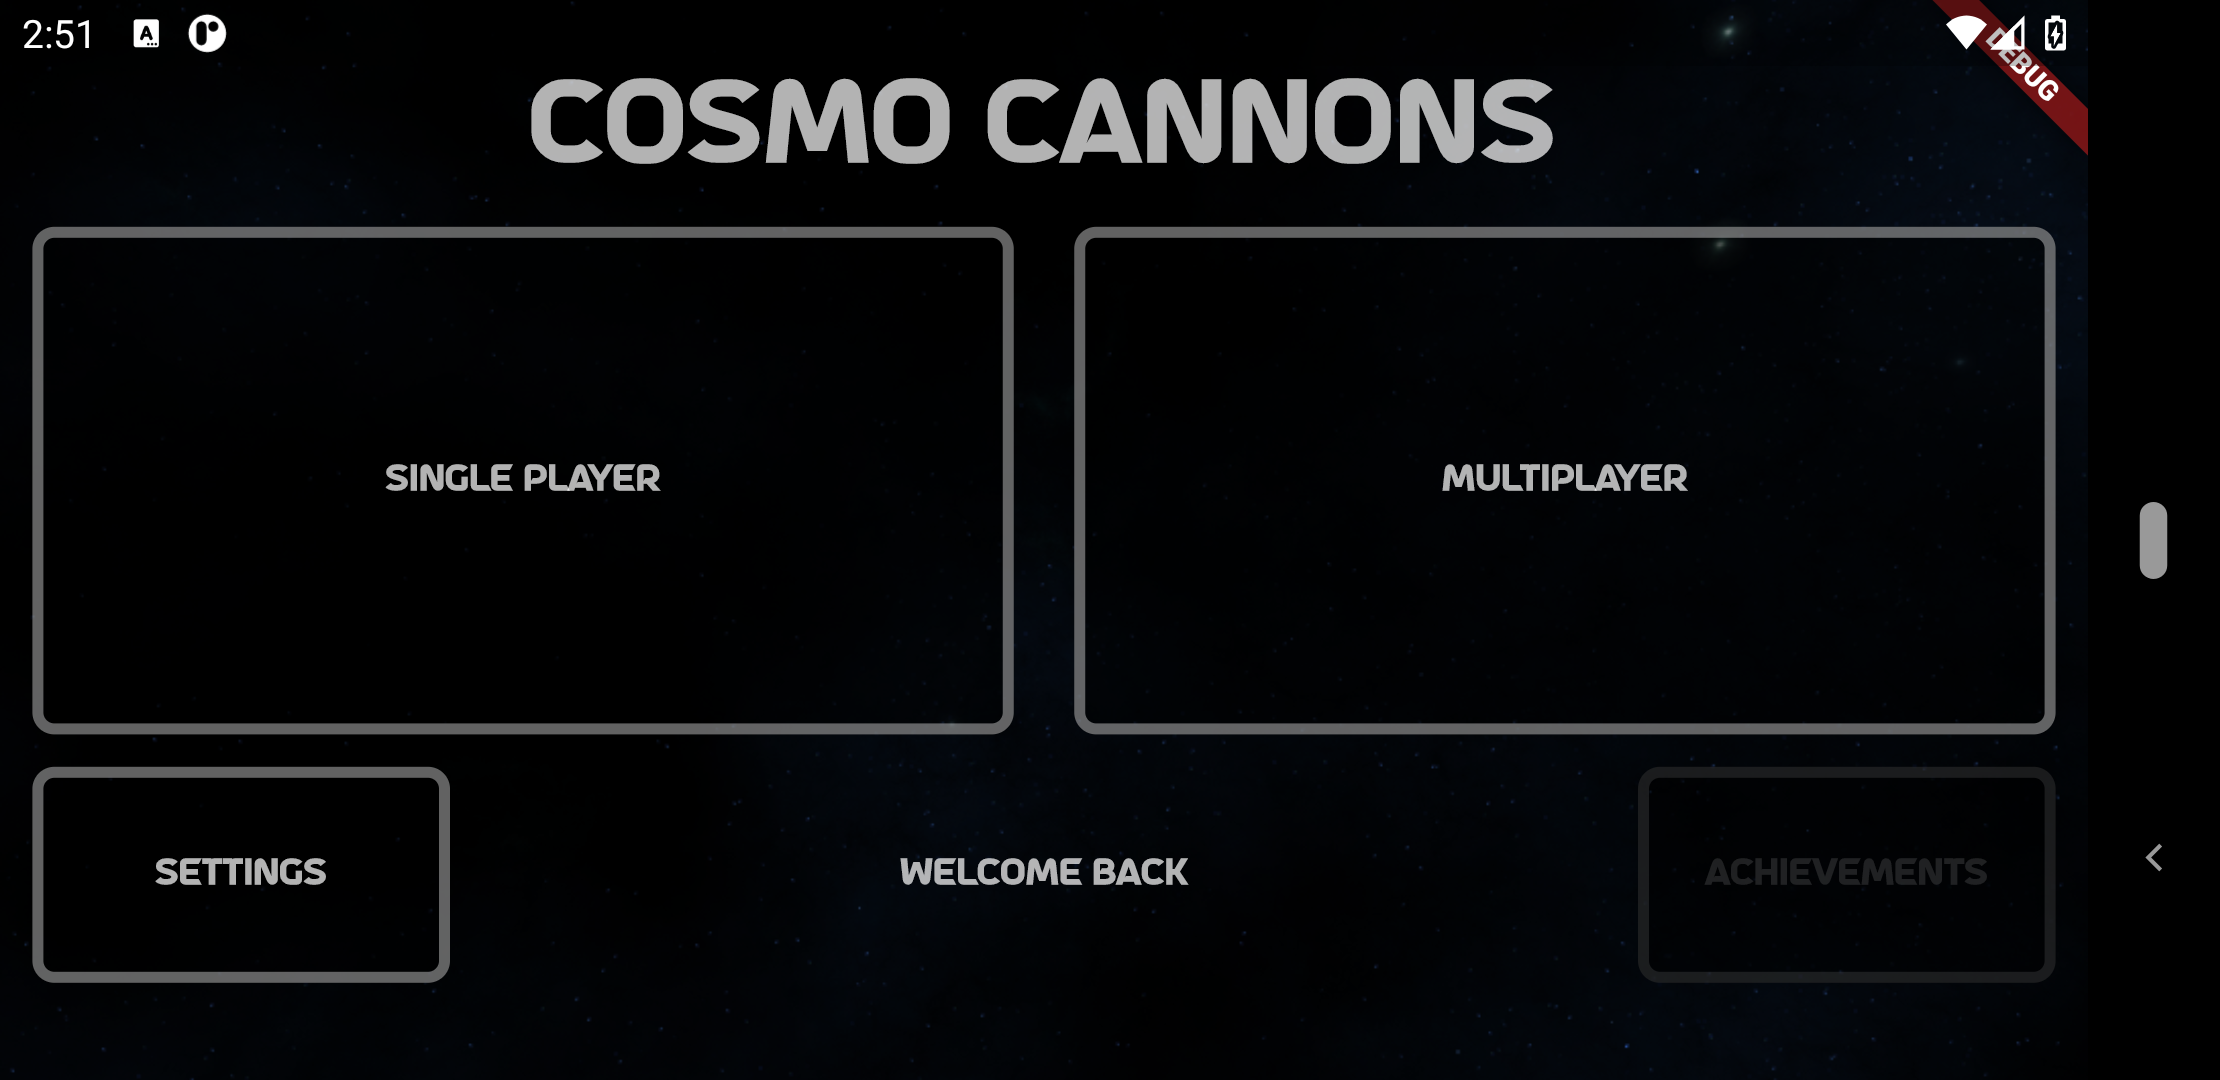 2:51
DEBUG
COSMO CANNONS
SINGLE PLAYER
MULTIPLAYER
SETTINGS
WELCOME BACK
ACHIEVEMENTS